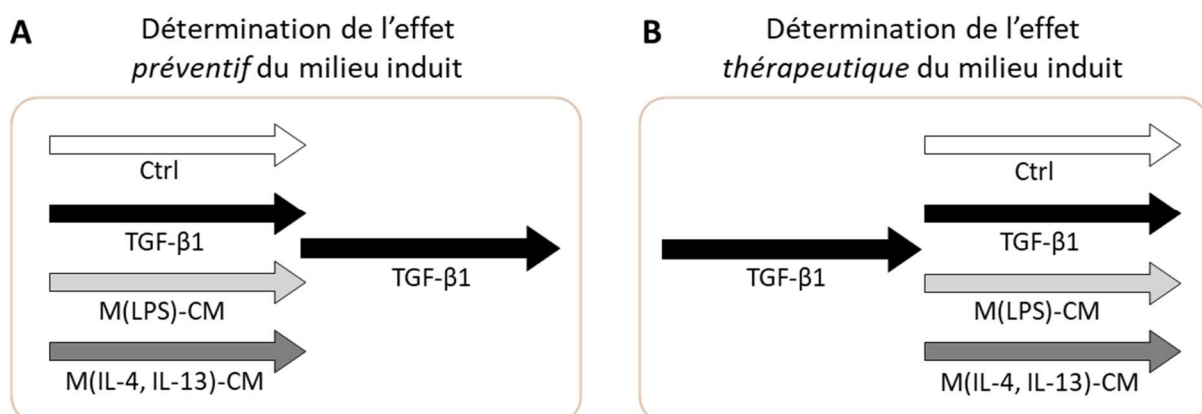 A
Détermination de l’effet
préventif du milieu induit
Ctrl
TGF-β1
M(LPS)-CM
M(IL-4, IL-13)-CM
TGF-β1
B
Détermination de l’effet
thérapeutique du milieu induit
TGF-β1
Ctrl
TGF-β1
M(LPS)-CM
M(IL-4, IL-13)-CM